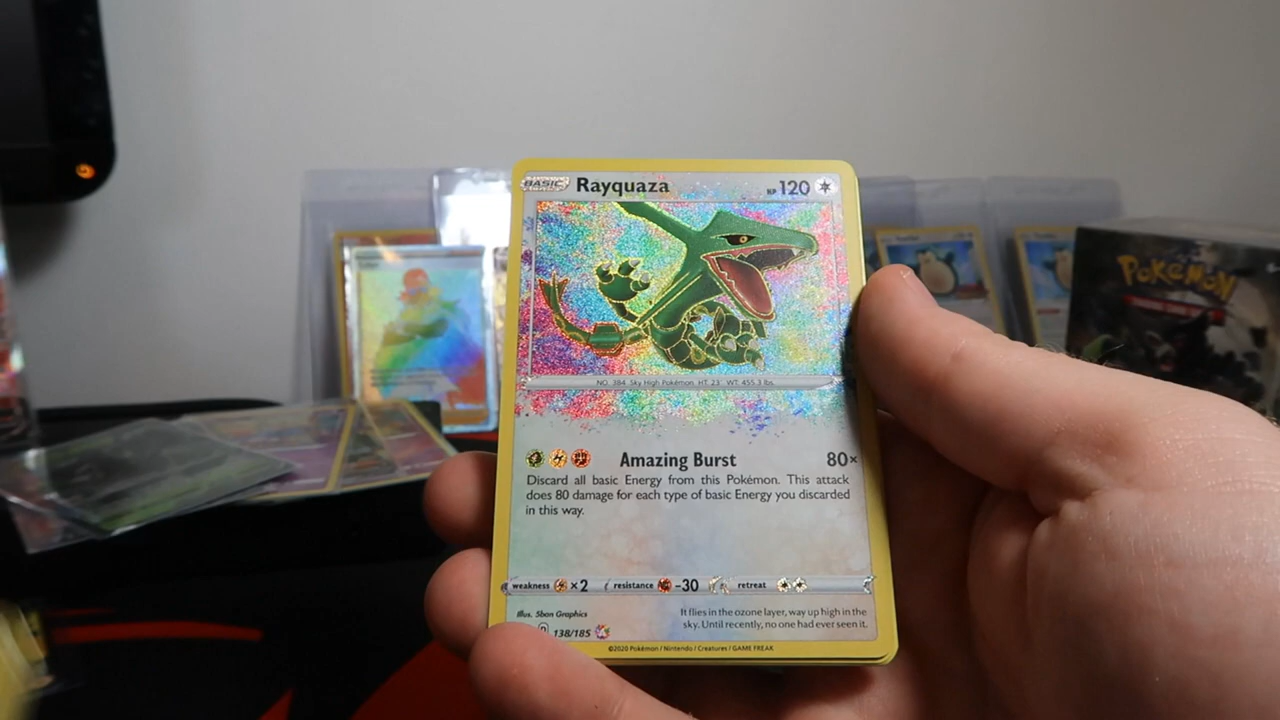 BASIC Rayquaza HP 120
NO. 384 Sky High Pokémon HT: 23' WT: 455.3 lbs.
Amazing Burst 80×
Discard all basic Energy from this Pokémon. This attack
does 80 damage for each type of basic Energy you discarded
in this way.
weakness ×2 resistance -30 retreat
Illus. 5ban Graphics
It flies in the ozone layer, way up high in the
sky. Until recently, no one had ever seen it.
D 138/185
©2020 Pokémon / Nintendo / Creatures / GAME FREAK
POKÉMON